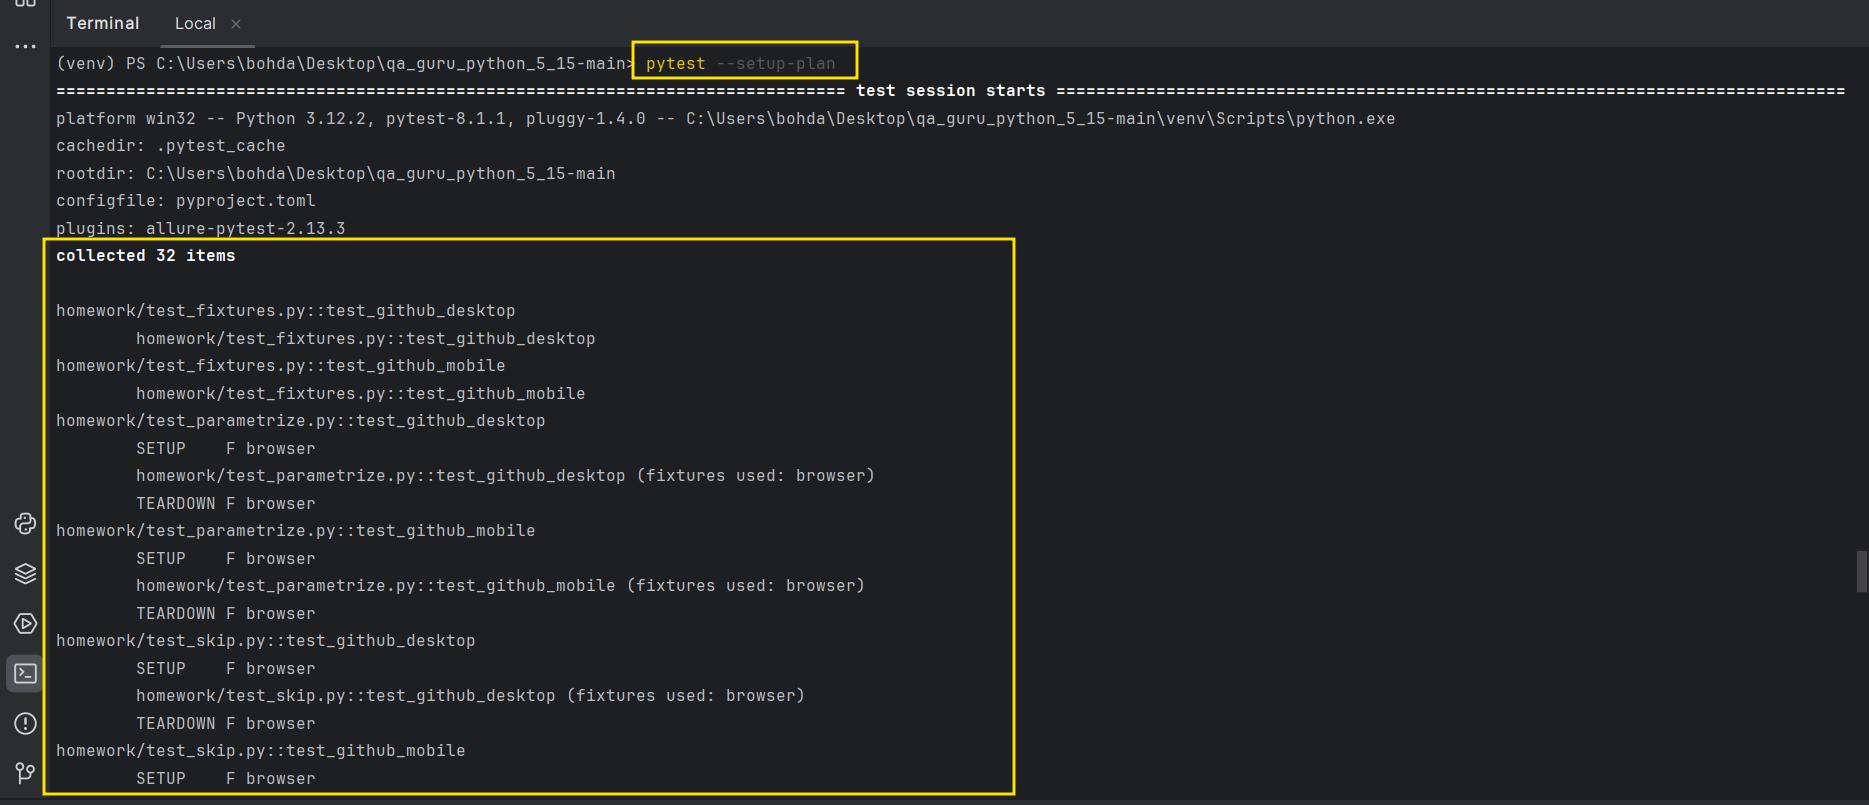 Terminal Local ×
(venv) PS C:\Users\bohda\Desktop\qa_guru_python_5_15-main> pytest --setup-plan
=============================================================================== test session starts ===============================================================================
platform win32 -- Python 3.12.2, pytest-8.1.1, pluggy-1.4.0 -- C:\Users\bohda\Desktop\qa_guru_python_5_15-main\venv\Scripts\python.exe
cachedir: .pytest_cache
rootdir: C:\Users\bohda\Desktop\qa_guru_python_5_15-main
configfile: pyproject.toml
plugins: allure-pytest-2.13.3
collected 32 items
homework/test_fixtures.py::test_github_desktop
homework/test_fixtures.py::test_github_desktop
homework/test_fixtures.py::test_github_mobile
homework/test_fixtures.py::test_github_mobile
homework/test_parametrize.py::test_github_desktop
SETUP    F browser
homework/test_parametrize.py::test_github_desktop (fixtures used: browser)
TEARDOWN F browser
homework/test_parametrize.py::test_github_mobile
SETUP    F browser
homework/test_parametrize.py::test_github_mobile (fixtures used: browser)
TEARDOWN F browser
homework/test_skip.py::test_github_desktop
SETUP    F browser
homework/test_skip.py::test_github_desktop (fixtures used: browser)
TEARDOWN F browser
homework/test_skip.py::test_github_mobile
SETUP    F browser